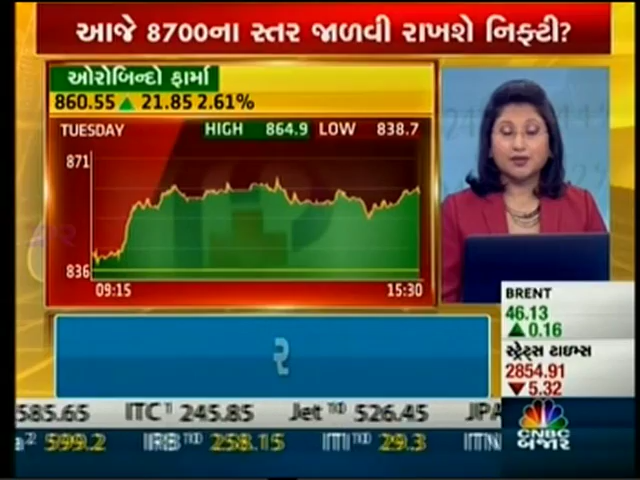 આજે 8700ના સ્તર જાળવી રાખશે નિફ્ટી?
ઓરોબિન્દો ફાર્મા
860.55 ▲ 21.85 2.61%
TUESDAY HIGH 864.9 LOW 838.7
871
836
09:15 15:30
BRENT
46.13
▲ 0.16
સ્ટ્રેટ્સ ટાઇમ્સ
2854.91
▼ 5.32
585.65 ITC 245.85 Jet 526.45 JPA
599.2 IRB 258.15 29.3
CNBC
બજાર